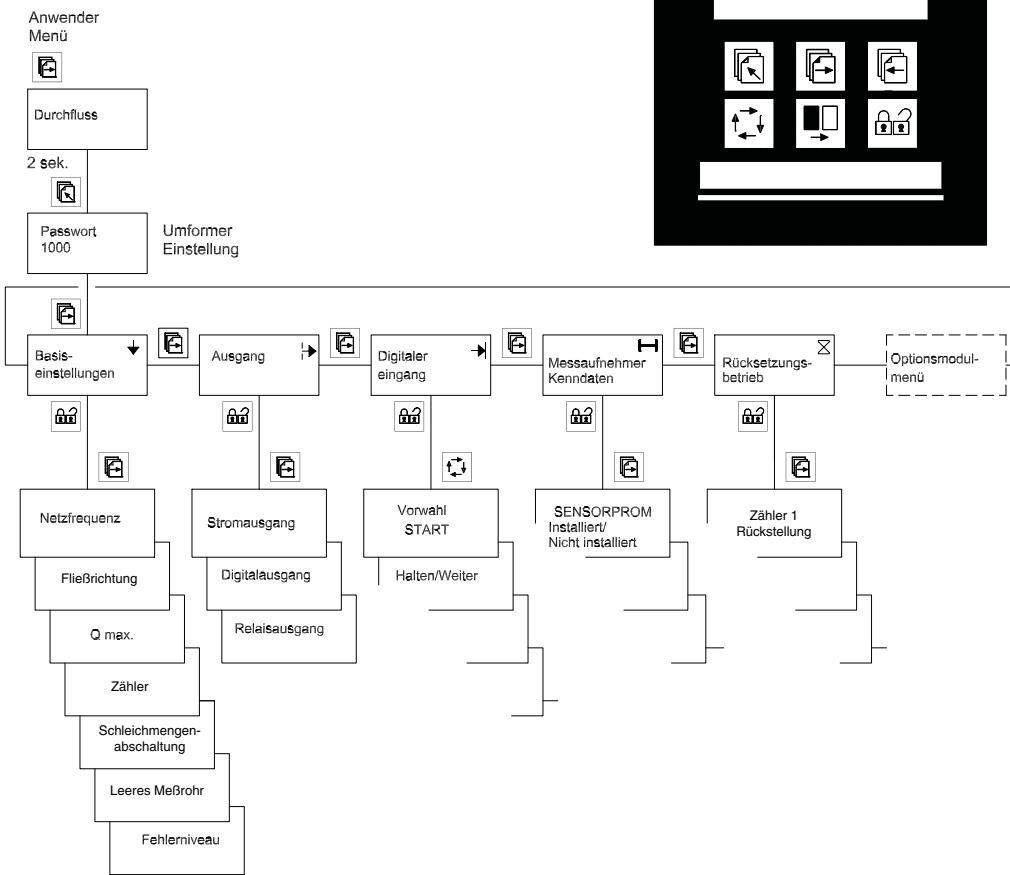 Anwender
Menü
Durchfluss
2 sek.
Passwort
1000
Umformer
Einstellung
Basis-
einstellungen
Ausgang
Digitaler
eingang
Messaufnehmer
Kenndaten
Rücksetzungs-
betrieb
Optionsmodul-
menü
Netzfrequenz
Fließrichtung
Q max.
Zähler
Schleichmengen-
abschaltung
Leeres Meßrohr
Fehlerniveau
Stromausgang
Digitalausgang
Relaisausgang
Vorwahl
START
Halten/Weiter
SENSORPROM
Installiert/
Nicht installiert
Zähler 1
Rückstellung